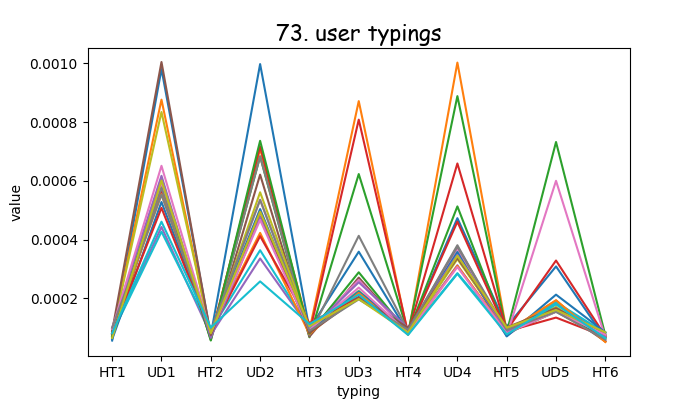 73. user typings
value
0.0010
0.0008
0.0006
0.0004
0.0002
HT1 UD1 HT2 UD2 HT3 UD3 HT4 UD4 HT5 UD5 HT6
typing